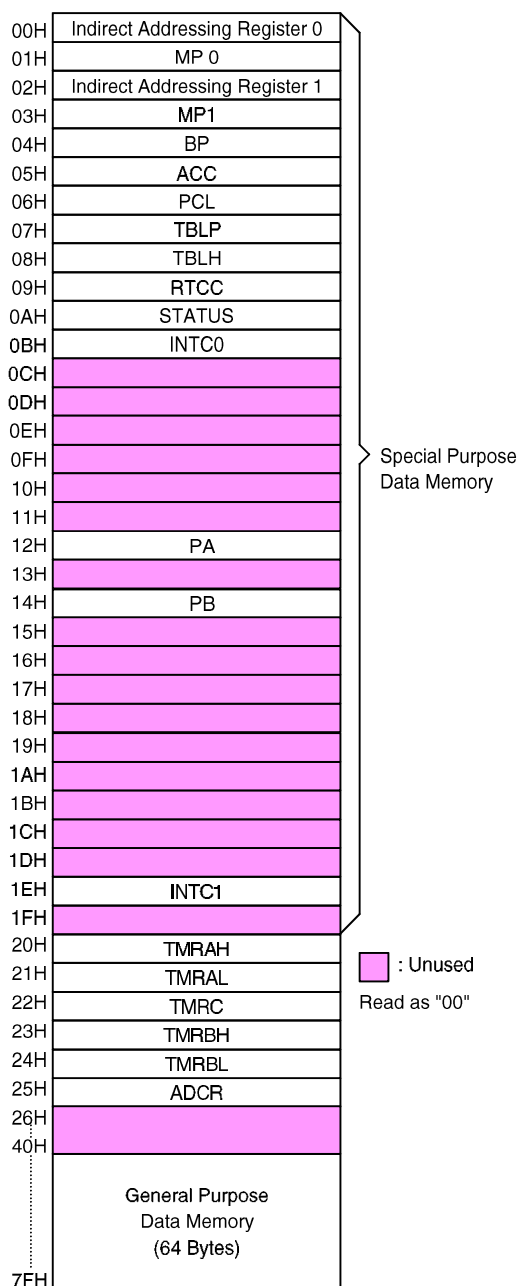 00H Indirect Addressing Register 0
01H MP 0
02H Indirect Addressing Register 1
03H MP1
04H BP
05H ACC
06H PCL
07H TBLP
08H TBLH
09H RTCC
0AH STATUS
0BH INTC0
0CH
0DH
0EH
0FH
10H
11H
12H PA
13H
14H PB
15H
16H
17H
18H
19H
1AH
1BH
1CH
1DH
1EH INTC1
1FH
Special Purpose
Data Memory
20H TMRAH
21H TMRAL
22H TMRC
23H TMRBH
24H TMRBL
25H ADCR
26H
40H
General Purpose
Data Memory
(64 Bytes)
7FH
: Unused
Read as "00"